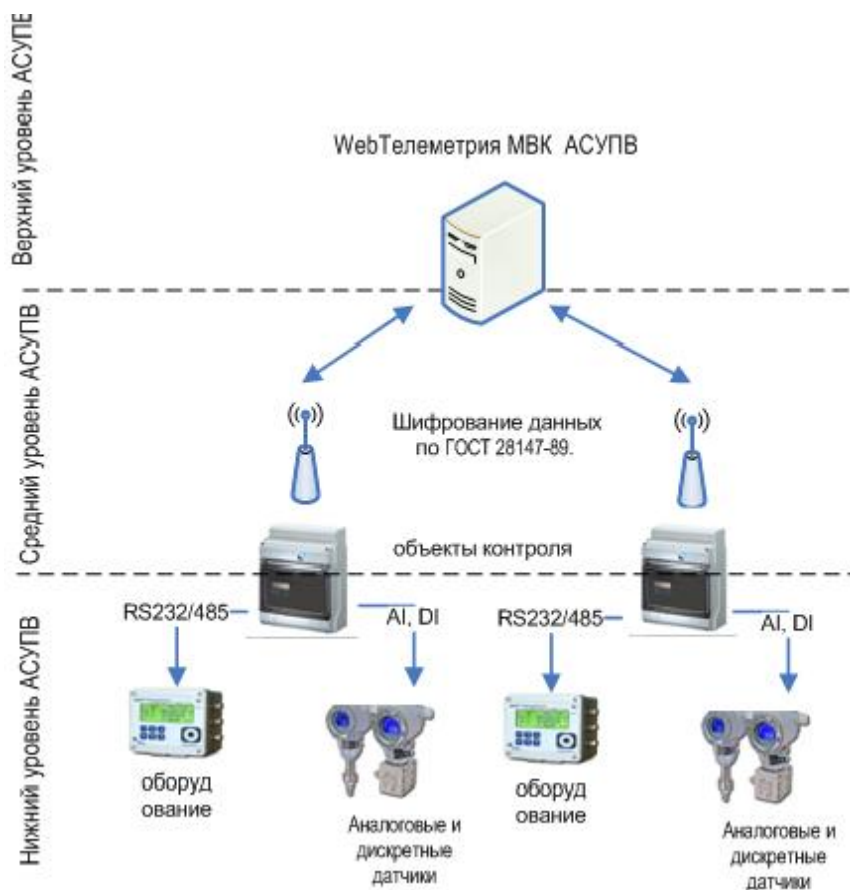 Верхний уровень АСУПВ
WebТелеметрия МВК АСУПВ
Средний уровень АСУПВ
Шифрование данных
по ГОСТ 28147-89.
объекты контроля
Нижний уровень АСУПВ
RS232/485
AI, DI
RS232/485
AI, DI
оборуд
ование
Аналоговые и
дискретные
датчики
оборуд
ование
Аналоговые и
дискретные
датчики